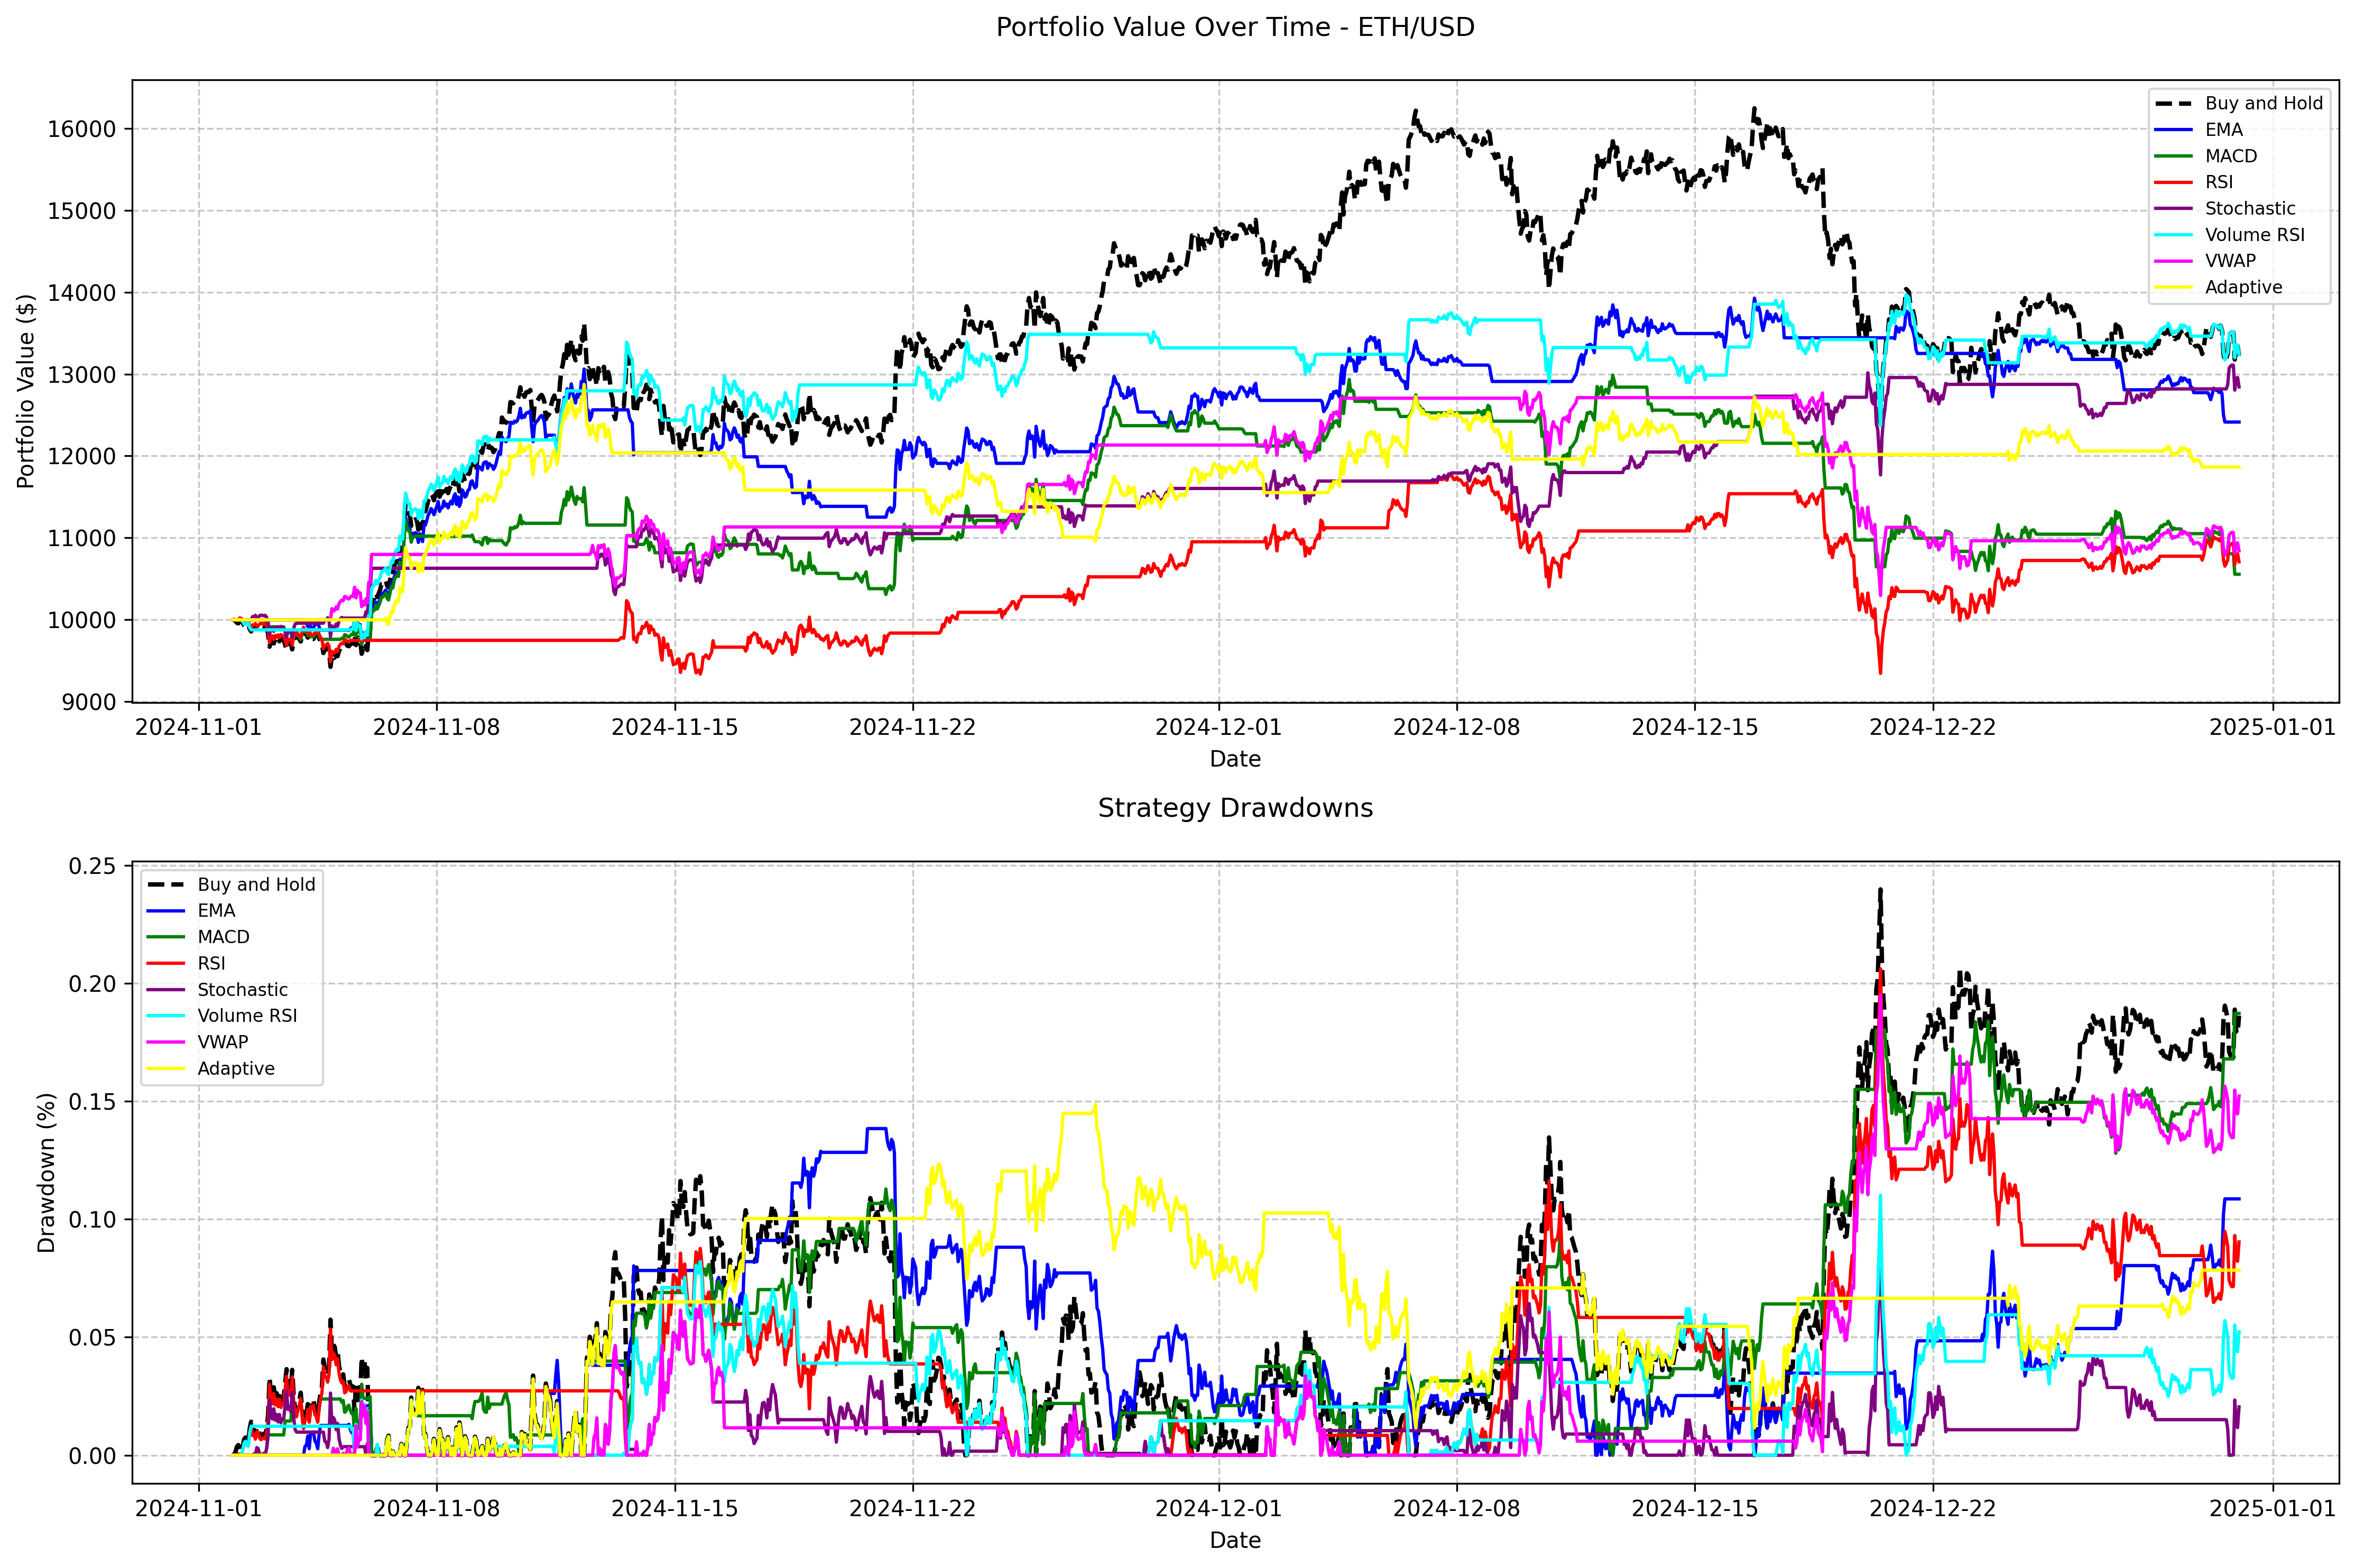 Portfolio Value Over Time - ETH/USD
Portfolio Value ($)
16000
15000
14000
13000
12000
11000
10000
9000
Buy and Hold
EMA
MACD
RSI
Stochastic
Volume RSI
VWAP
Adaptive
2024-11-01 2024-11-08 2024-11-15 2024-11-22 2024-12-01 2024-12-08 2024-12-15 2024-12-22 2025-01-01
Date
Strategy Drawdowns
Drawdown (%)
0.25
0.20
0.15
0.10
0.05
0.00
Buy and Hold
EMA
MACD
RSI
Stochastic
Volume RSI
VWAP
Adaptive
2024-11-01 2024-11-08 2024-11-15 2024-11-22 2024-12-01 2024-12-08 2024-12-15 2024-12-22 2025-01-01
Date